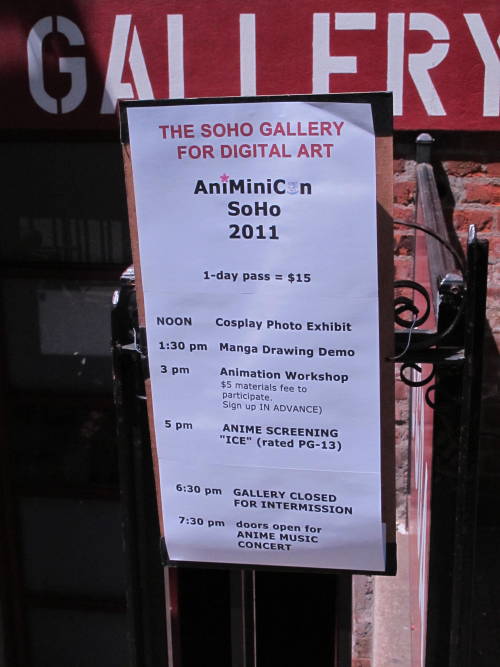 GALLERY
THE SOHO GALLERY
FOR DIGITAL ART
AniMiniCon
SoHo
2011
1-day pass = $15
NOON Cosplay Photo Exhibit
1:30 pm Manga Drawing Demo
3 pm Animation Workshop
$5 materials fee to
participate.
Sign up IN ADVANCE)
5 pm ANIME SCREENING
"ICE" (rated PG-13)
6:30 pm GALLERY CLOSED
FOR INTERMISSION
7:30 pm doors open for
ANIME MUSIC
CONCERT